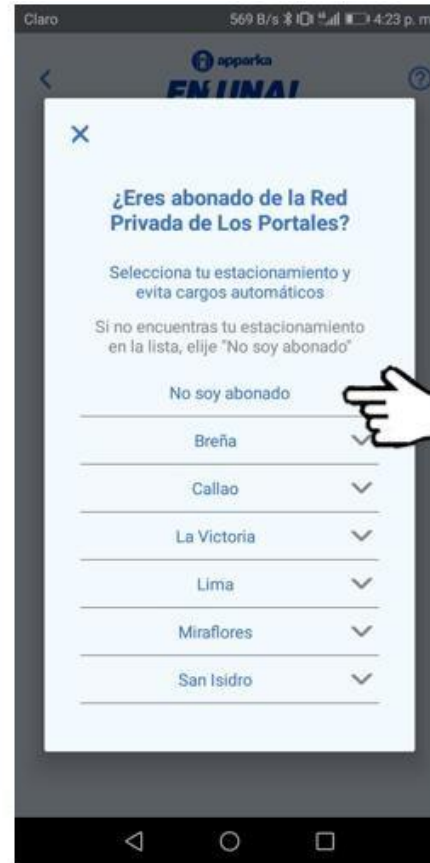 Claro 569 B/s 4:23 p. m
apparka
EN UNA!
¿Eres abonado de la Red
Privada de Los Portales?
Selecciona tu estacionamiento y
evita cargos automáticos
Si no encuentras tu estacionamiento
en la lista, elije "No soy abonado"
No soy abonado
Breña
Callao
La Victoria
Lima
Miraflores
San Isidro